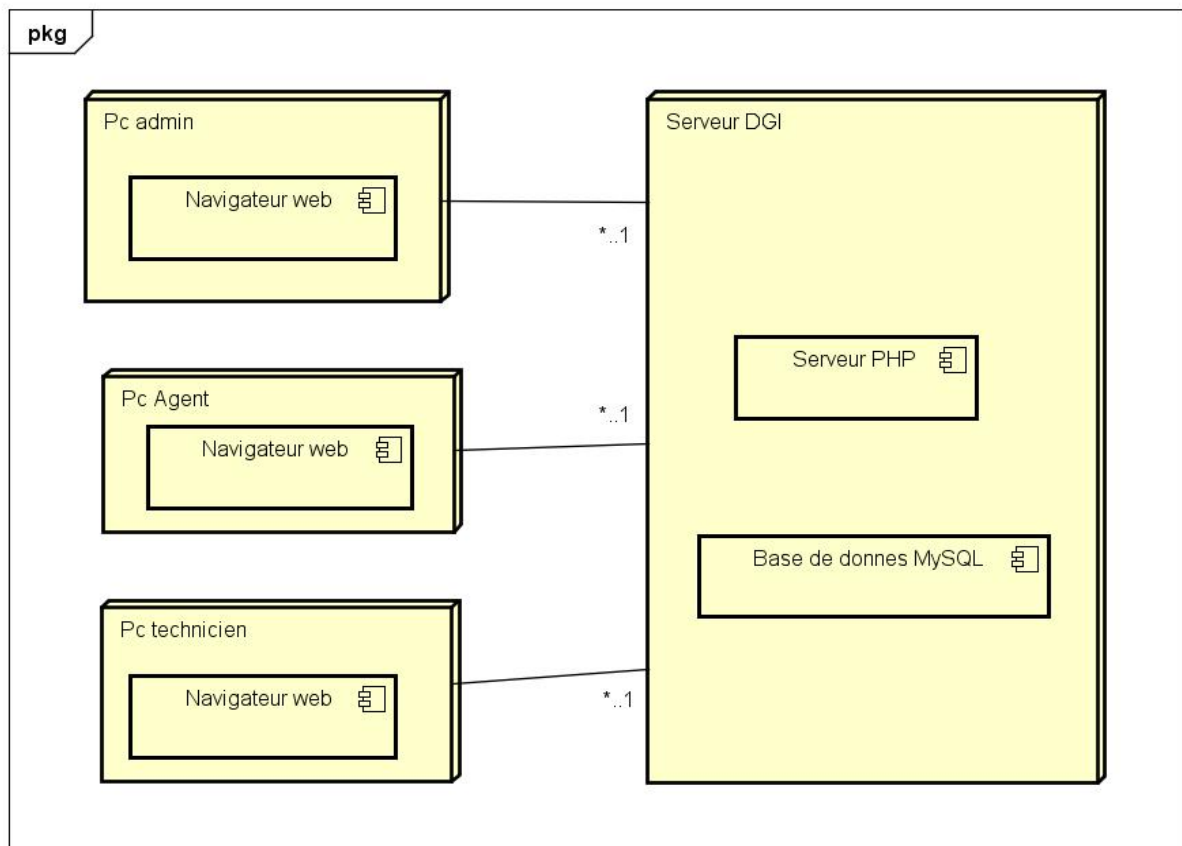 pkg
Pc admin
Navigateur web
*..1
Pc Agent
Navigateur web
*..1
Pc technicien
Navigateur web
*..1
Serveur DGI
Serveur PHP
Base de donnes MySQL